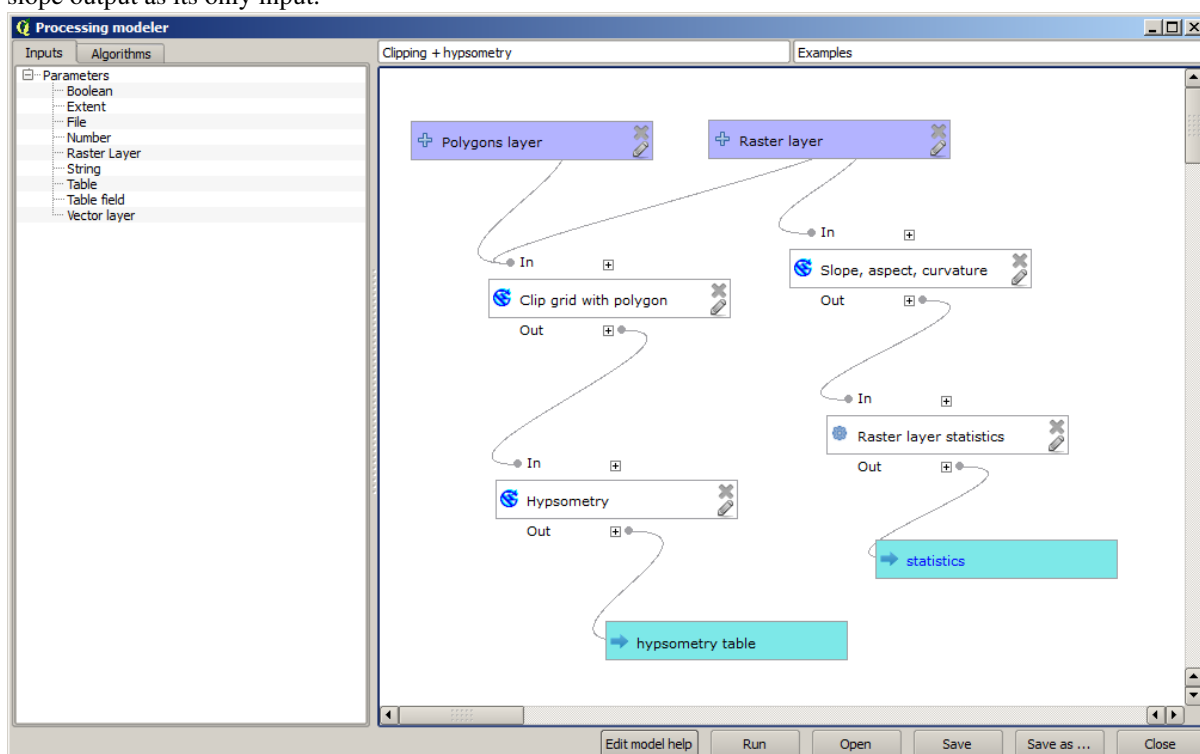 slope output as its only input.
Processing modeler
Inputs
Algorithms
Clipping + hypsometry
Examples
Parameters
Boolean
Extent
File
Number
Raster Layer
String
Table
Table field
Vector layer
Polygons layer
Raster layer
In
In
Clip grid with polygon
Slope, aspect, curvature
Out
Out
In
Raster layer statistics
Out
In
Hypsometry
Out
statistics
hypsometry table
Edit model help
Run
Open
Save
Save as ...
Close